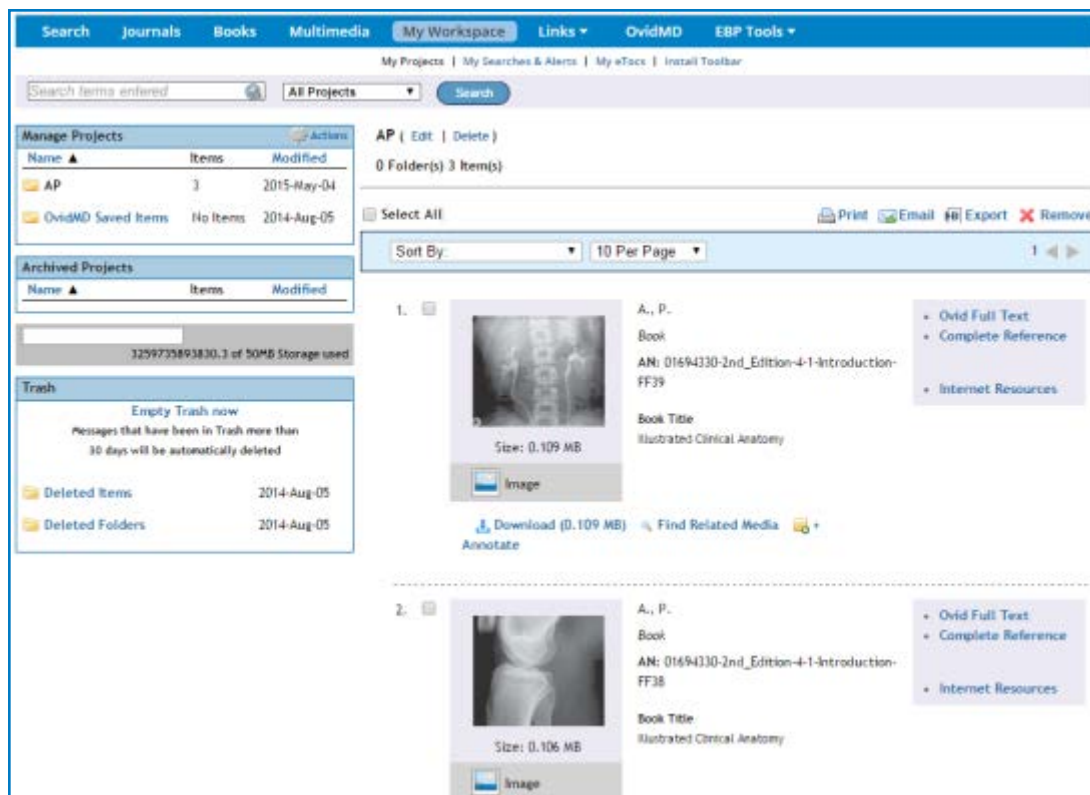 Search Journals Books Multimedia My Workspace Links ▾ OvidMD EBP Tools ▾
My Projects | My Searches & Alerts | My eTocs | Install Toolbar
Search terms entered All Projects Search
Manage Projects Actions
Name ▲ Items Modified
AP 3 2015-May-04
OvidMD Saved Items No Items 2014-Aug-05
Archived Projects
Name ▲ Items Modified
3259735893830.3 of 50MB Storage used
Trash
Empty Trash now
Messages that have been in Trash more than
30 days will be automatically deleted
Deleted Items 2014-Aug-05
Deleted Folders 2014-Aug-05
AP ( Edit | Delete )
0 Folder(s) 3 Item(s)
Select All Print Email Export Remove
Sort By: 10 Per Page 1
1. A., P.
Book
AN: 01694330-2nd_Edition-4-1-Introduction-
FF39
Book Title
Illustrated Clinical Anatomy
Size: 0.109 MB
Image
• Ovid Full Text
• Complete Reference
• Internet Resources
Download (0.109 MB) Find Related Media +
Annotate
2. A., P.
Book
AN: 01694330-2nd_Edition-4-1-Introduction-
FF38
Book Title
Illustrated Clinical Anatomy
Size: 0.106 MB
Image
• Ovid Full Text
• Complete Reference
• Internet Resources